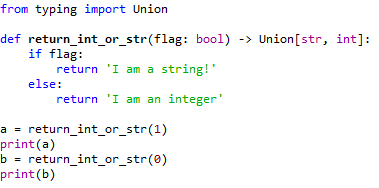 from typing import Union
def return_int_or_str(flag: bool) -> Union[str, int]:
    if flag:
        return 'I am a string!'
    else:
        return 'I am an integer'
a = return_int_or_str(1)
print(a)
b = return_int_or_str(0)
print(b)